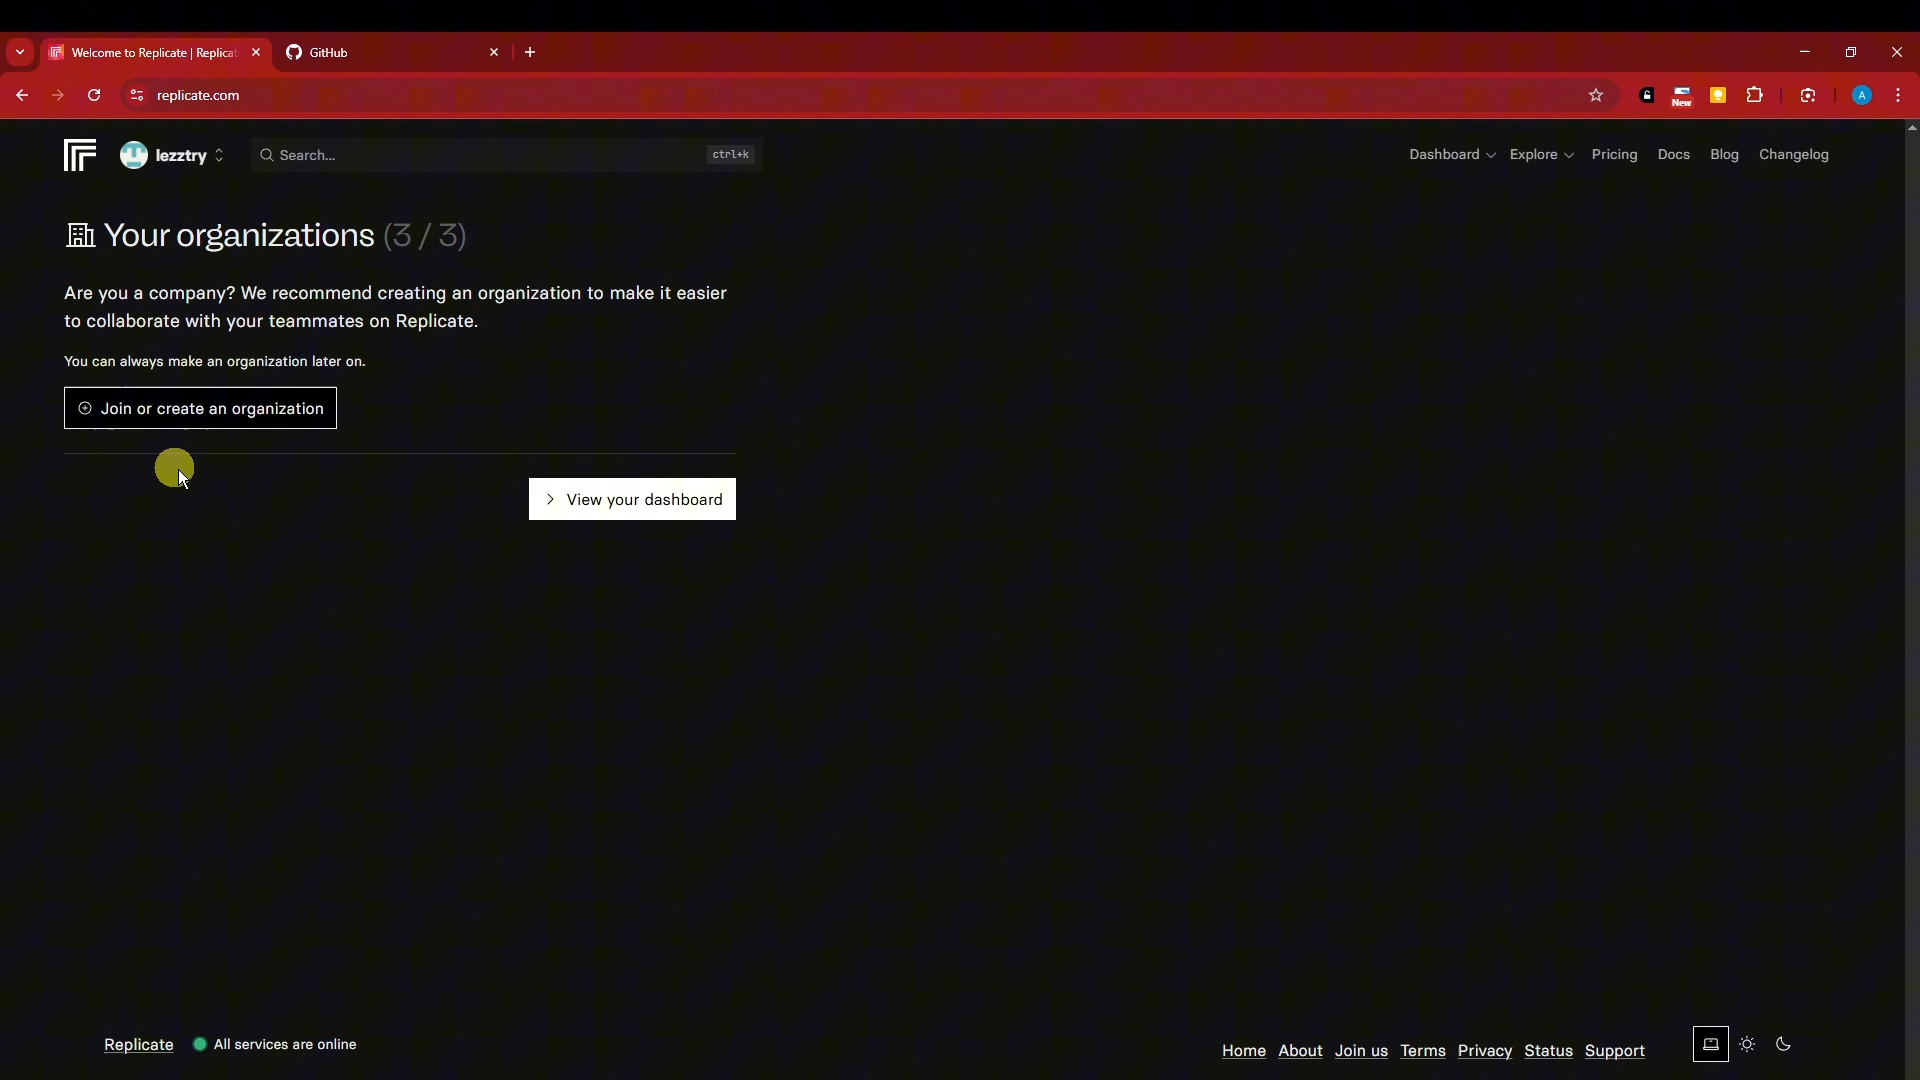 Welcome to Replicate | Replicat
GitHub
replicate.com
New
A
lezztry
Search...
ctrl+k
Dashboard
Explore
Pricing
Docs
Blog
Changelog
Your organizations (3 / 3)
Are you a company? We recommend creating an organization to make it easier
to collaborate with your teammates on Replicate.
You can always make an organization later on.
Join or create an organization
View your dashboard
Replicate
All services are online
Home
About
Join us
Terms
Privacy
Status
Support